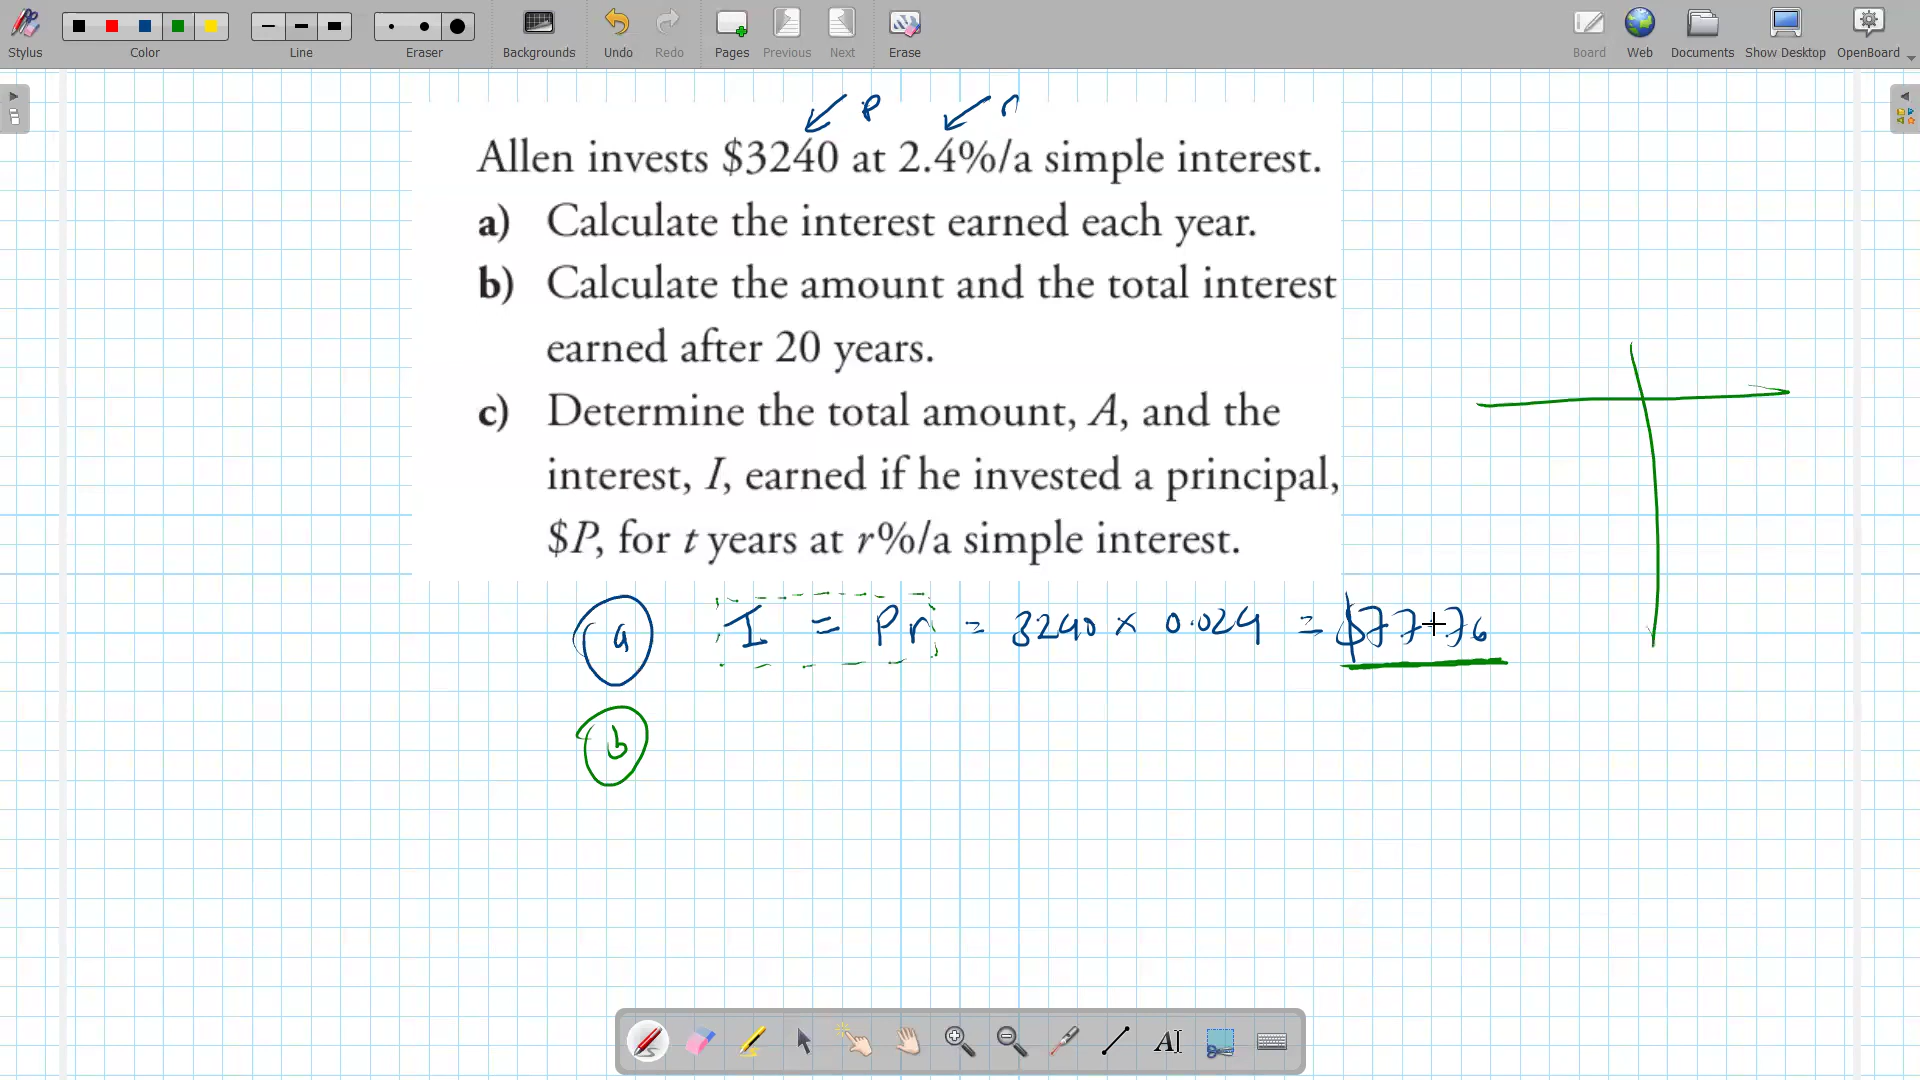 Stylus Color Line Eraser Backgrounds Undo Redo Pages Previous Next Erase Board Web Documents Show Desktop OpenBoard
P r
Allen invests $3240 at 2.4%/a simple interest.
a) Calculate the interest earned each year.
b) Calculate the amount and the total interest
earned after 20 years.
c) Determine the total amount, A, and the
interest, I, earned if he invested a principal,
$P, for t years at r%/a simple interest.
a I = Pr = 3240 × 0.024 = $77.76
b